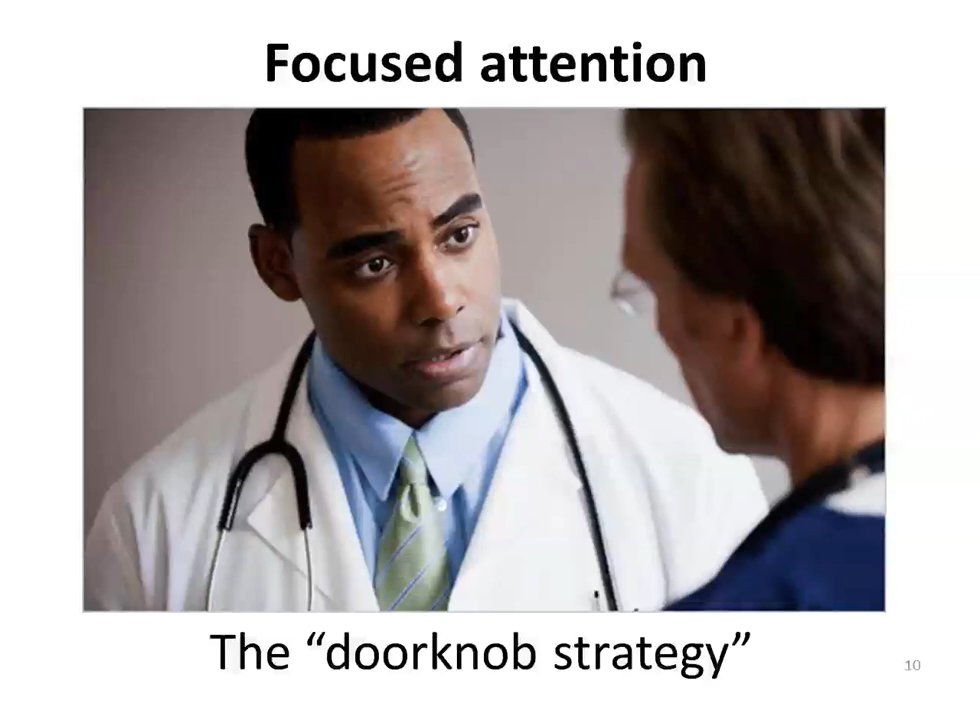 Focused attention
The “doorknob strategy”
10